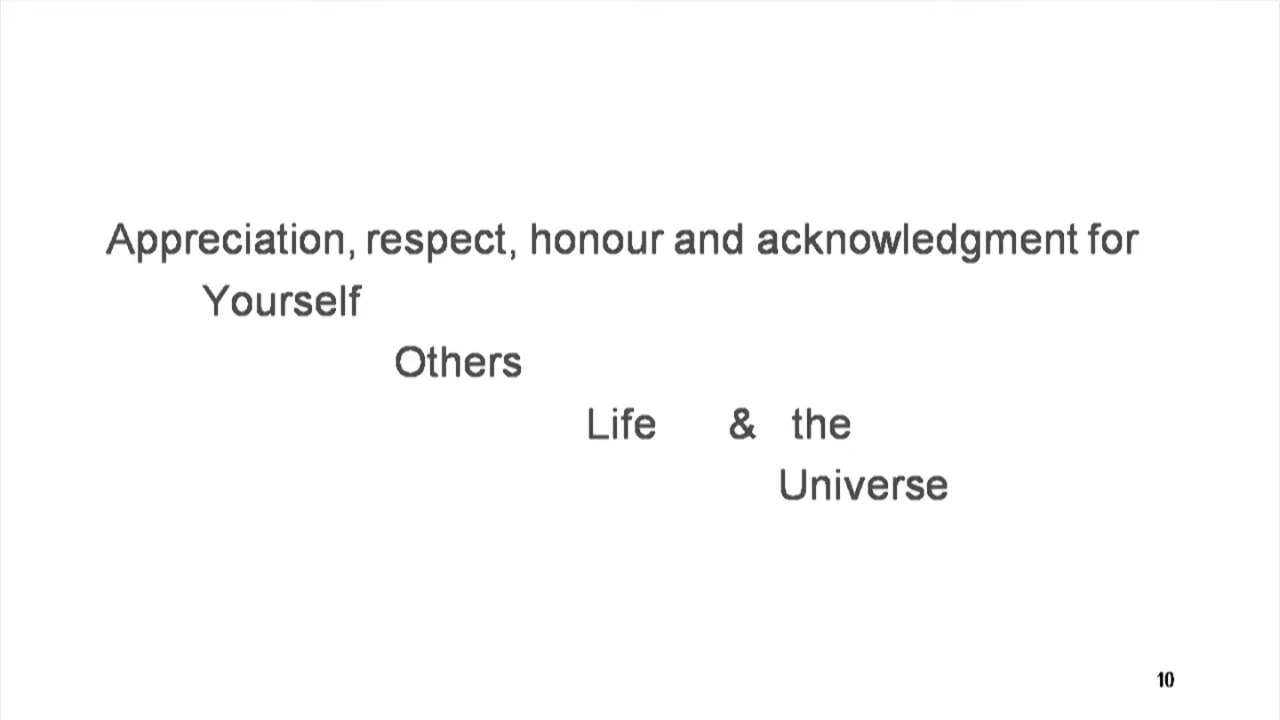 Appreciation, respect, honour and acknowledgment for
Yourself
Others
Life & the
Universe
10